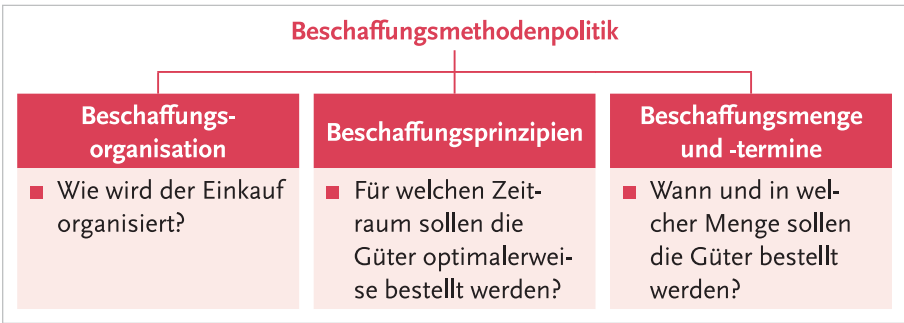 Beschaffungsmethodenpolitik
Beschaffungs-
organisation
■ Wie wird der Einkauf
organisiert?
Beschaffungsprinzipien
■ Für welchen Zeit-
raum sollen die
Güter optimalerwei-
se bestellt werden?
Beschaffungsmenge
und -termine
■ Wann und in wel-
cher Menge sollen
die Güter bestellt
werden?